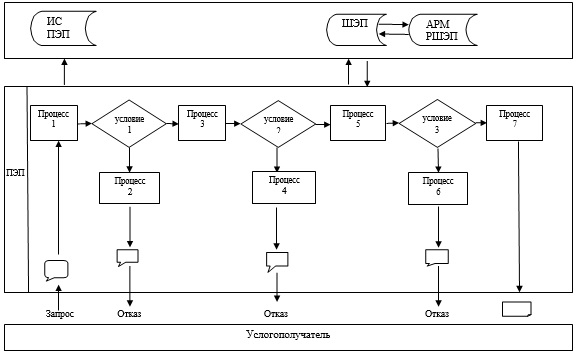 ИС
ПЭП
ШЭП
АРМ
РШЭП
ПЭП
Процесс
1
условие
1
Процесс
3
условие
2
Процесс
5
условие
3
Процесс
7
Процесс
2
Процесс
4
Процесс
6
Запрос
Отказ
Отказ
Отказ
Услогополучатель